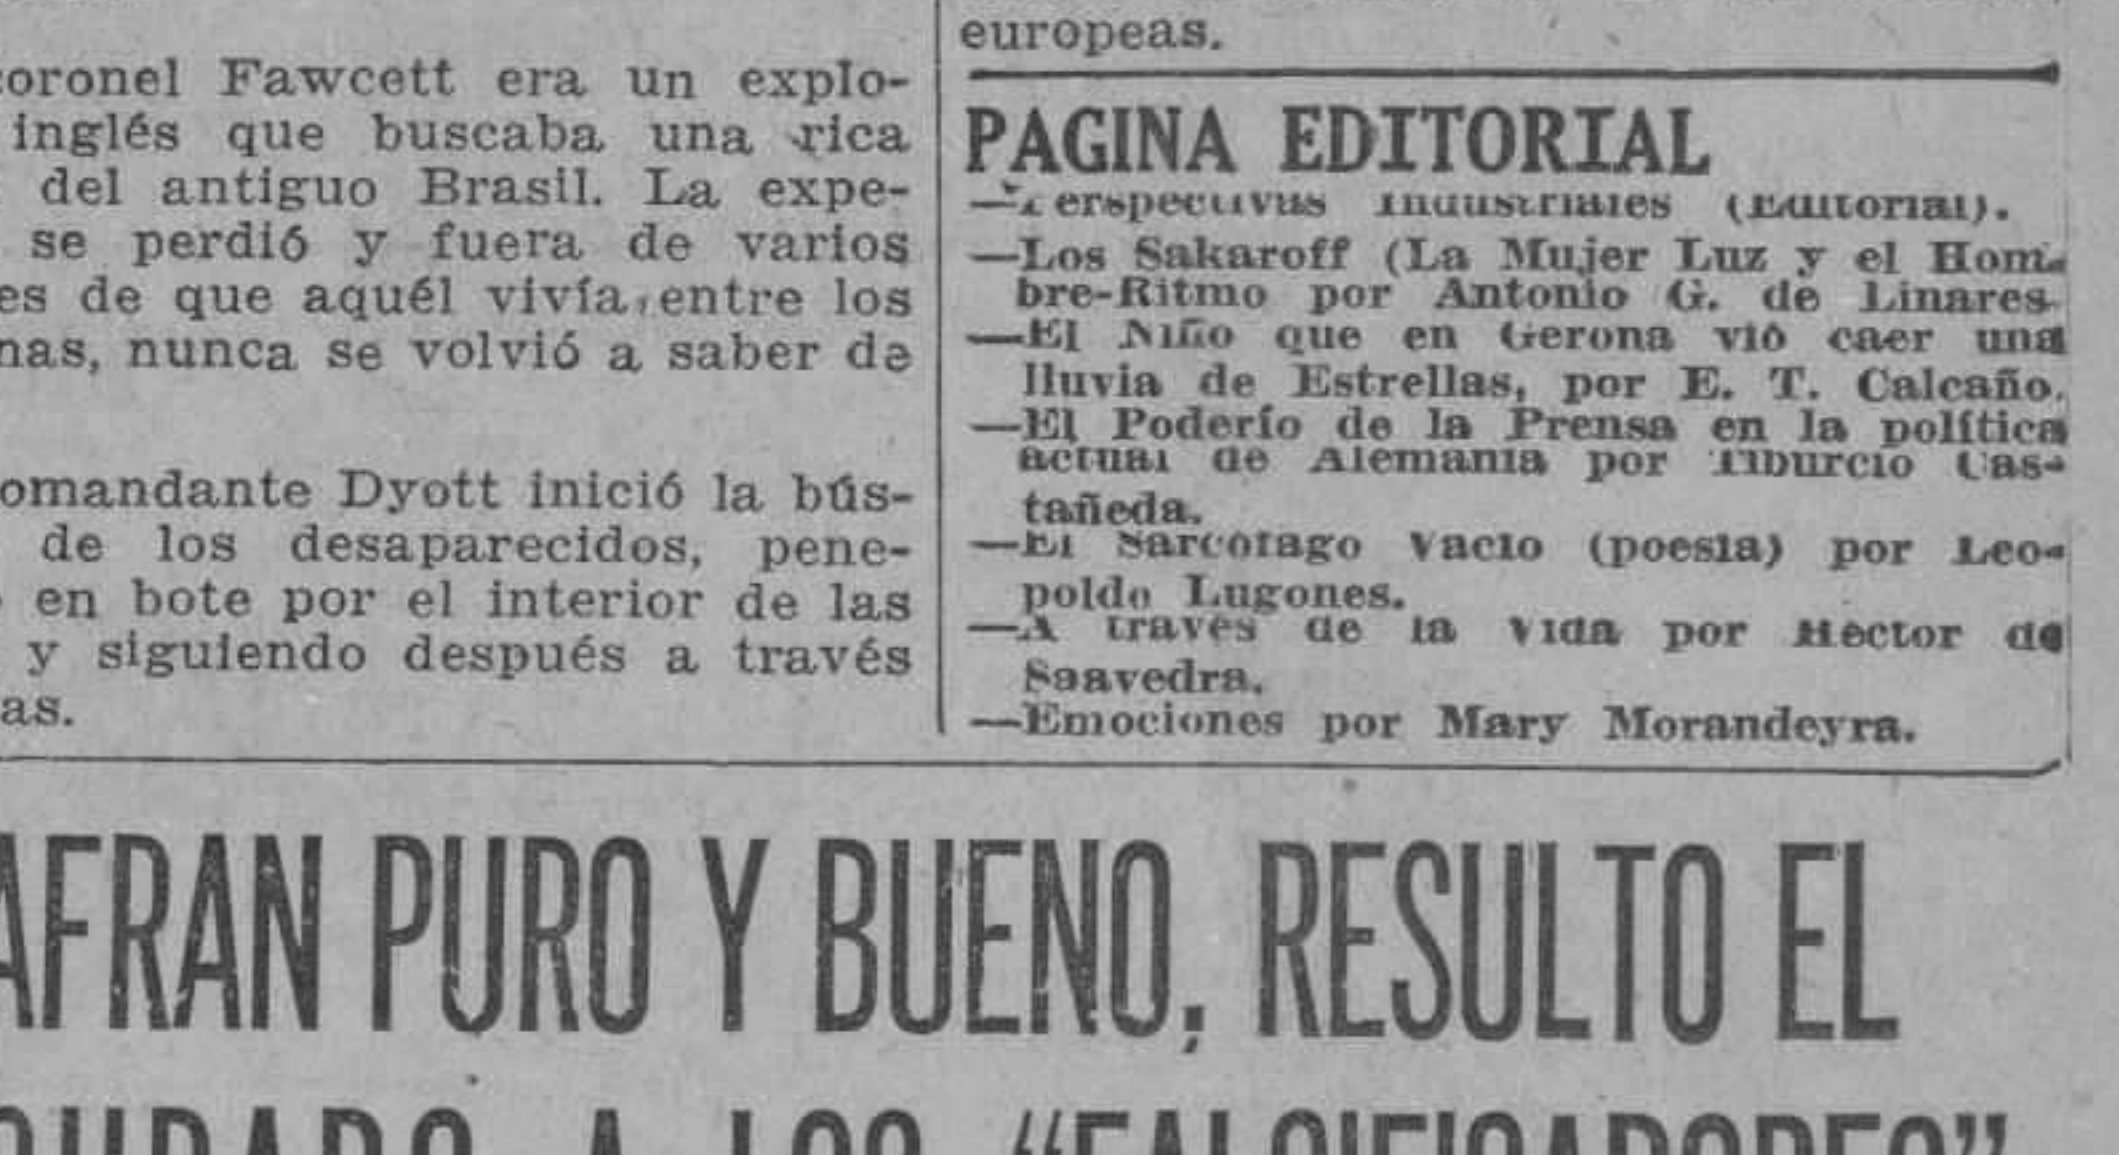 coronel Fawcett era un explo-
inglés que buscaba una rica
del antiguo Brasil. La expe-
se perdió y fuera de varios
es de que aquél vivía, entre los
nas, nunca se volvió a saber de
omandante Dyott inició la bús-
de los desaparecidos, pene-
en bote por el interior de las
y siguiendo después a través
as.
europeas.
PAGINA EDITORIAL
—Perspectivas Industriales (Editorial).
—Los Sakaroff (La Mujer Luz y el Hom-
bre-Ritmo por Antonio G. de Linares
—El Niño que en Gerona vió caer una
lluvia de Estrellas, por E. T. Calcaño.
—El Poderío de la Prensa en la política
actual de Alemania por Tiburcio Cas-
tañeda.
—El Sarcófago Vacío (poesía) por Leo-
poldo Lugones.
—A través de la Vida por Héctor de
Saavedra.
—Emociones por Mary Morandeyra.
AFRAN PURO Y BUENO, RESULTO EL
A LOS “FALSIFICADORES”